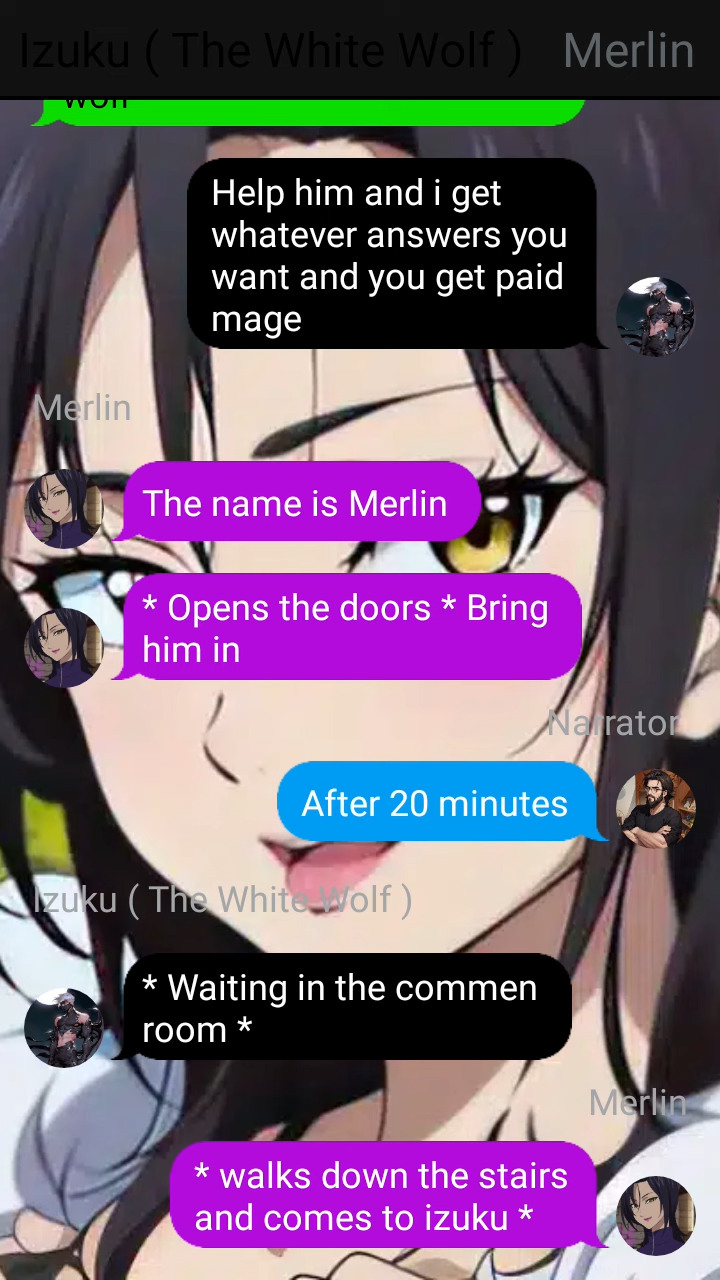 Izuku ( The White Wolf ) Merlin
Wolf
Help him and i get
whatever answers you
want and you get paid
mage
Merlin
The name is Merlin
* Opens the doors * Bring
him in
Narrator
After 20 minutes
Izuku ( The White Wolf )
* Waiting in the commen
room *
Merlin
* walks down the stairs
and comes to izuku *